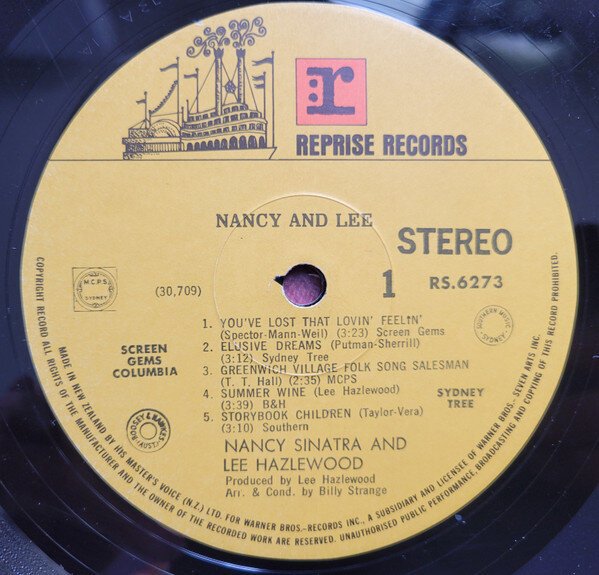 :r
REPRISE RECORDS
NANCY AND LEE
STEREO
1
RS.6273
M.C.P.S
SYDNEY
(30,709)
SCREEN
GEMS
COLUMBIA
1. YOU'VE LOST THAT LOVIN' FEELIN'
(Spector-Mann-Weil) (3:23) Screen Gems
2. ELUSIVE DREAMS (Putman-Sherrill)
(3:12) Sydney Tree
3. GREENWICH VILLAGE FOLK SONG SALESMAN
(T. T. Hall) (2:35) MCPS
4. SUMMER WINE (Lee Hazlewood)
(3:39) B&H
5. STORYBOOK CHILDREN (Taylor-Vera)
(3:10) Southern
SOUTHERN MUSIC
SYDNEY
SYDNEY
TREE
BOOSEY & HAWKES
AUST.
NANCY SINATRA AND
LEE HAZLEWOOD
Produced by Lee Hazlewood
Arr. & Cond. by Billy Strange
COPYRIGHT RECORD ALL RIGHTS OF THE MANUFACTURER AND THE OWNER OF THE RECORDED WORK ARE RESERVED. UNAUTHORISED PUBLIC PERFORMANCE, BROADCASTING AND COPYING OF THIS RECORD PROHIBITED.
MADE IN NEW ZEALAND BY HIS MASTER'S VOICE (N.Z.) LTD. FOR WARNER BROS.-RECORDS INC., A SUBSIDIARY AND LICENSEE OF WARNER BROS.-SEVEN ARTS INC.